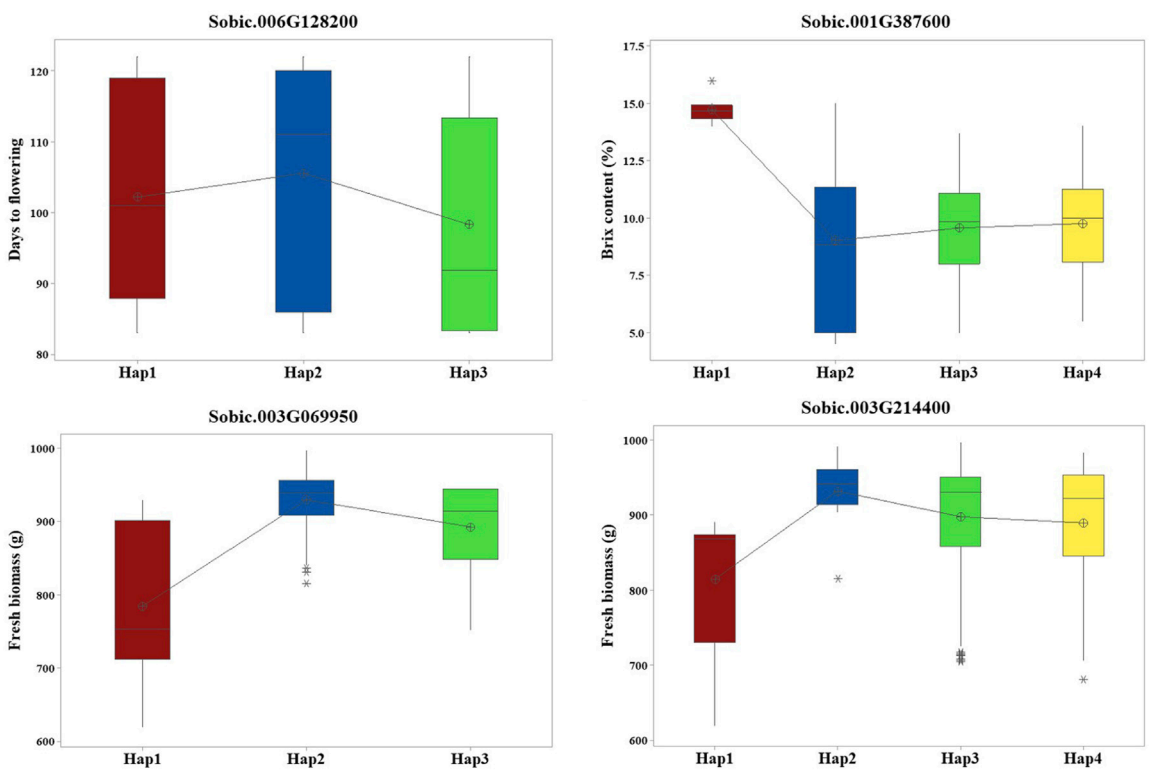 Sobic.006G128200
Days to flowering
120
110
100
90
80
Hap1 Hap2 Hap3
Sobic.001G387600
Brix content (%)
17.5
15.0
12.5
10.0
7.5
5.0
Hap1 Hap2 Hap3 Hap4
Sobic.003G069950
Fresh biomass (g)
1000
900
800
700
600
Hap1 Hap2 Hap3
Sobic.003G214400
Fresh biomass (g)
1000
900
800
700
600
Hap1 Hap2 Hap3 Hap4